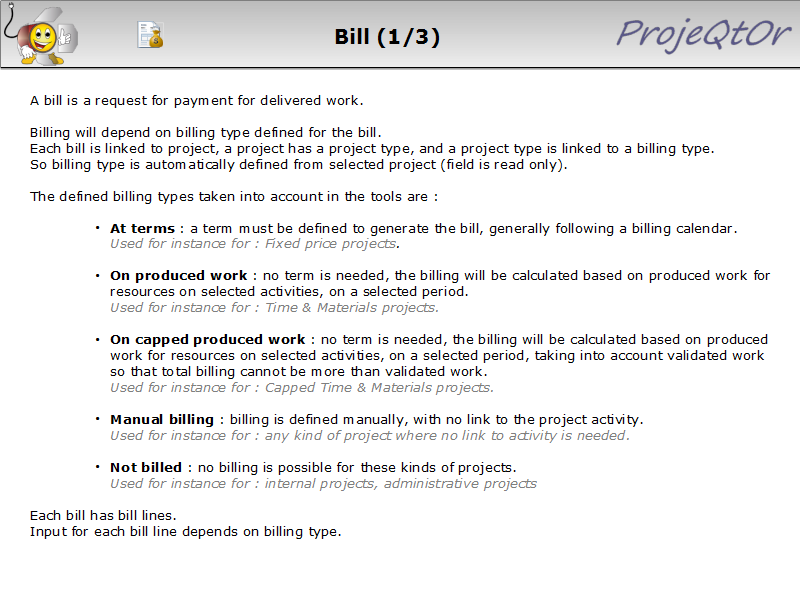 Bill (1/3)
ProjeQtOr
A bill is a request for payment for delivered work.
Billing will depend on billing type defined for the bill.
Each bill is linked to project, a project has a project type, and a project type is linked to a billing type.
So billing type is automatically defined from selected project (field is read only).
The defined billing types taken into account in the tools are :
• At terms : a term must be defined to generate the bill, generally following a billing calendar.
Used for instance for : Fixed price projects.
• On produced work : no term is needed, the billing will be calculated based on produced work for
resources on selected activities, on a selected period.
Used for instance for : Time & Materials projects.
• On capped produced work : no term is needed, the billing will be calculated based on produced
work for resources on selected activities, on a selected period, taking into account validated work
so that total billing cannot be more than validated work.
Used for instance for : Capped Time & Materials projects.
• Manual billing : billing is defined manually, with no link to the project activity.
Used for instance for : any kind of project where no link to activity is needed.
• Not billed : no billing is possible for these kinds of projects.
Used for instance for : internal projects, administrative projects
Each bill has bill lines.
Input for each bill line depends on billing type.